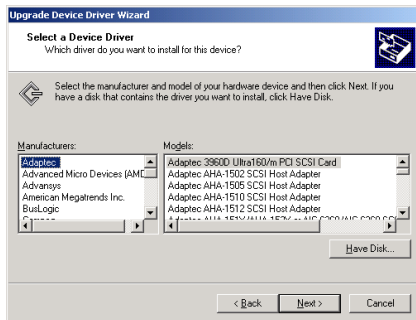 Upgrade Device Driver Wizard
Select a Device Driver
Which driver do you want to install for this device?
Select the manufacturer and model of your hardware device and then click Next. If you
have a disk that contains the driver you want to install, click Have Disk.
Manufacturers:
Adaptec
Advanced Micro Devices (AMD
Advansys
American Megatrends Inc.
BusLogic
Models:
Adaptec 3960D Ultra160/m PCI SCSI Card
Adaptec AHA-1502 SCSI Host Adapter
Adaptec AHA-1505 SCSI Host Adapter
Adaptec AHA-1510 SCSI Host Adapter
Adaptec AHA-1512 SCSI Host Adapter
Have Disk...
< Back
Next >
Cancel